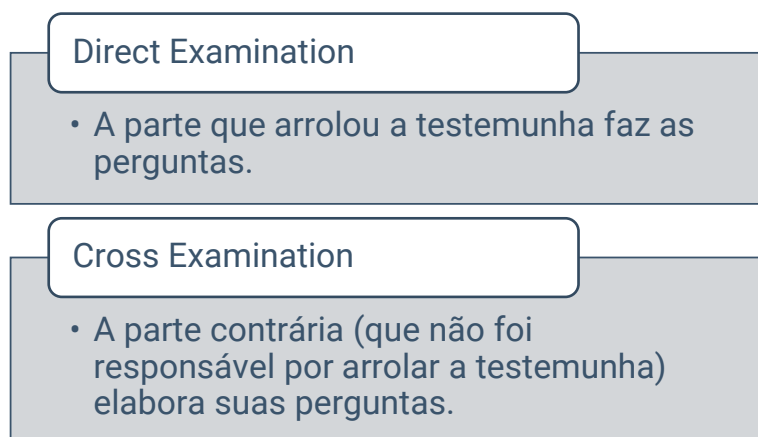 Direct Examination
• A parte que arrolou a testemunha faz as
perguntas.
Cross Examination
• A parte contrária (que não foi
responsável por arrolar a testemunha)
elabora suas perguntas.